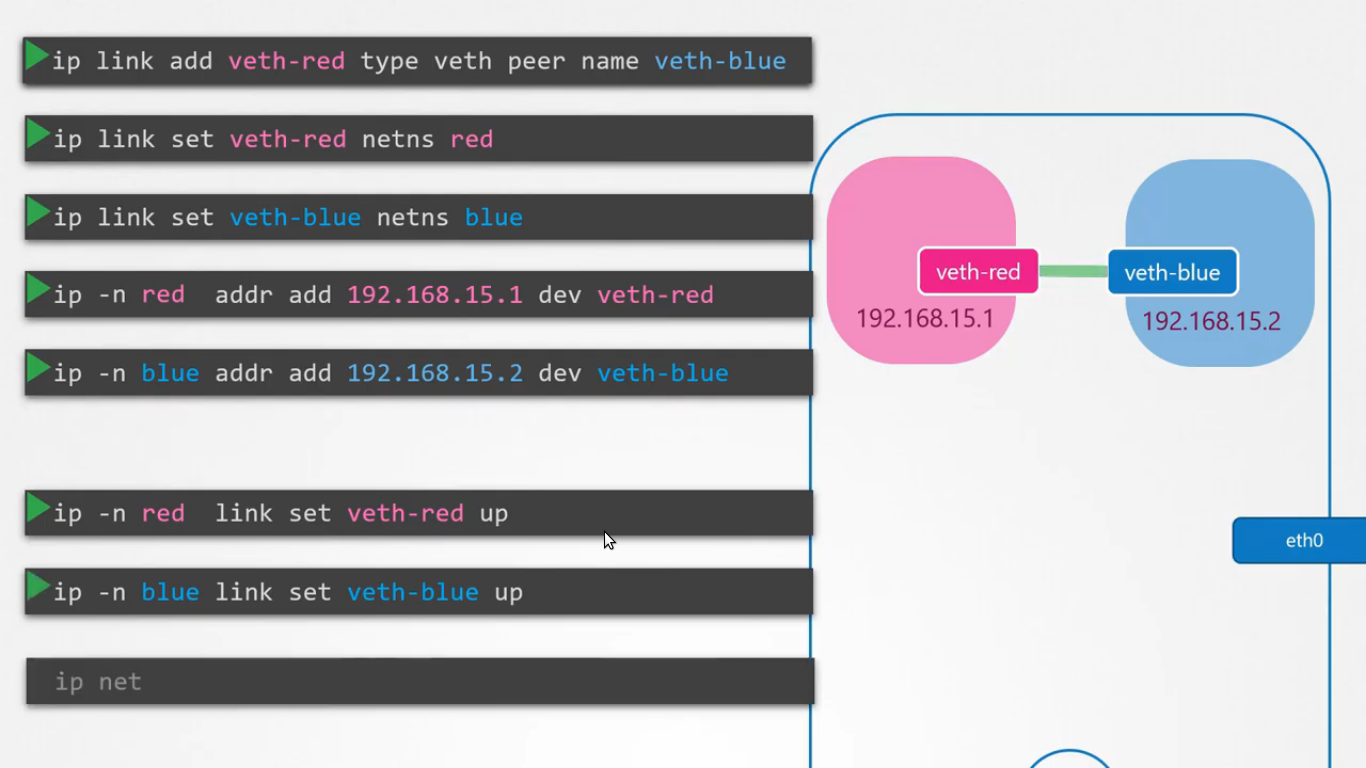 ip link add veth-red type veth peer name veth-blue
ip link set veth-red netns red
ip link set veth-blue netns blue
ip -n red addr add 192.168.15.1 dev veth-red
ip -n blue addr add 192.168.15.2 dev veth-blue
ip -n red link set veth-red up
ip -n blue link set veth-blue up
ip net
veth-red
veth-blue
192.168.15.1
192.168.15.2
eth0